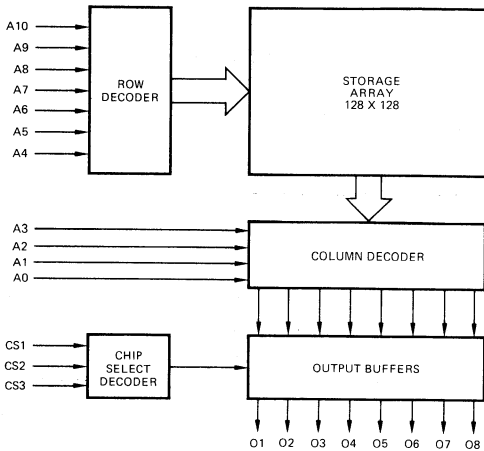 A10
A9
A8
A7
A6
A5
A4
ROW
DECODER
STORAGE
ARRAY
128 X 128
A3
A2
A1
A0
COLUMN DECODER
CS1
CS2
CS3
CHIP
SELECT
DECODER
OUTPUT BUFFERS
O1 O2 O3 O4 O5 O6 O7 O8